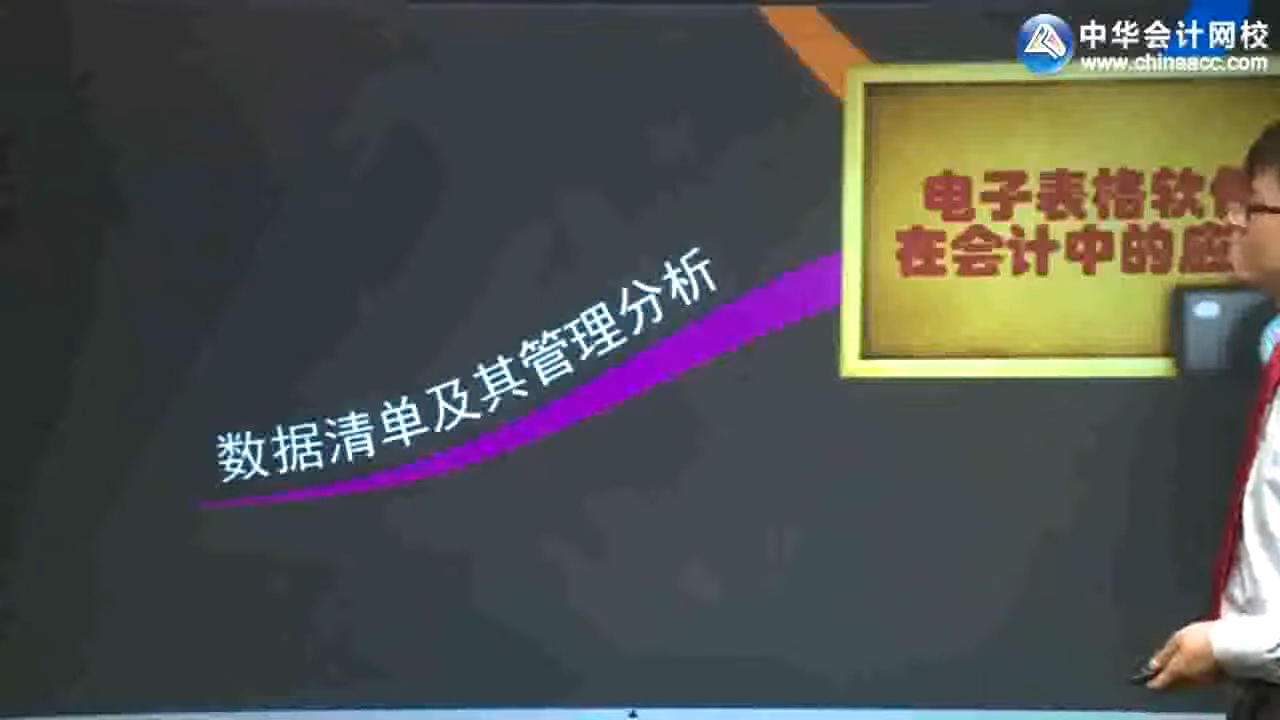 中华会计网校
www.chinaacc.com
电子表格软件
在会计中的应
数据清单及其管理分析